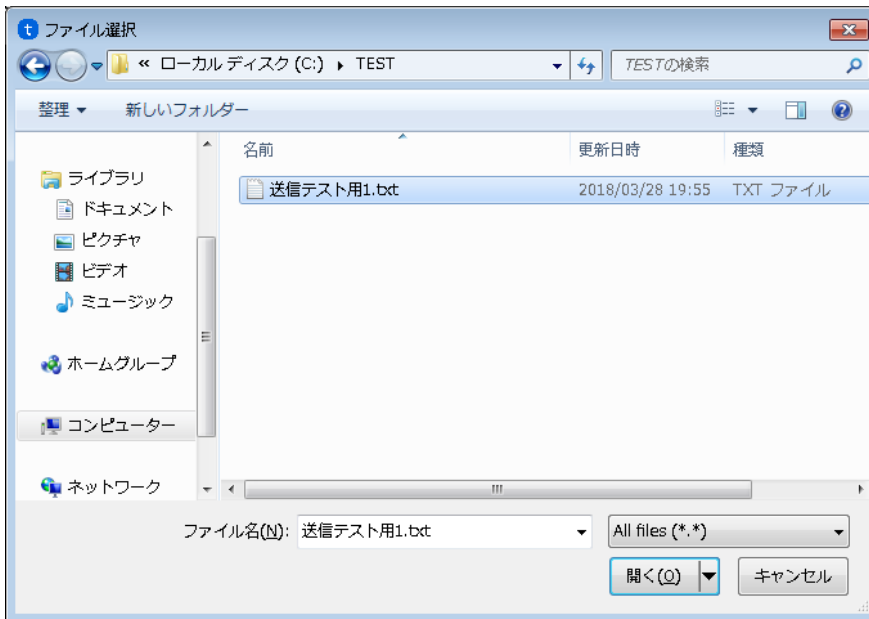 ファイル選択
« ローカル ディスク (C:) ▸ TEST
TESTの検索
整理 ▼ 新しいフォルダー
名前 更新日時 種類
送信テスト用1.txt 2018/03/28 19:55 TXT ファイル
ライブラリ
ドキュメント
ピクチャ
ビデオ
ミュージック
ホームグループ
コンピューター
ネットワーク
ファイル名(N): 送信テスト用1.txt All files (*.*)
開く(O) キャンセル